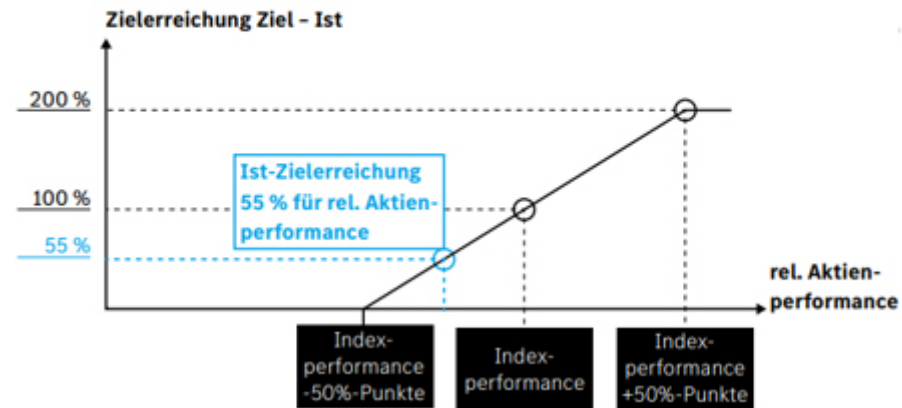 Zielerreichung Ziel – Ist
200 %
Ist-Zielerreichung
55 % für rel. Aktien-
performance
100 %
55 %
rel. Aktien-
performance
Index-
performance
-50%-Punkte
Index-
performance
Index-
performance
+50%-Punkte